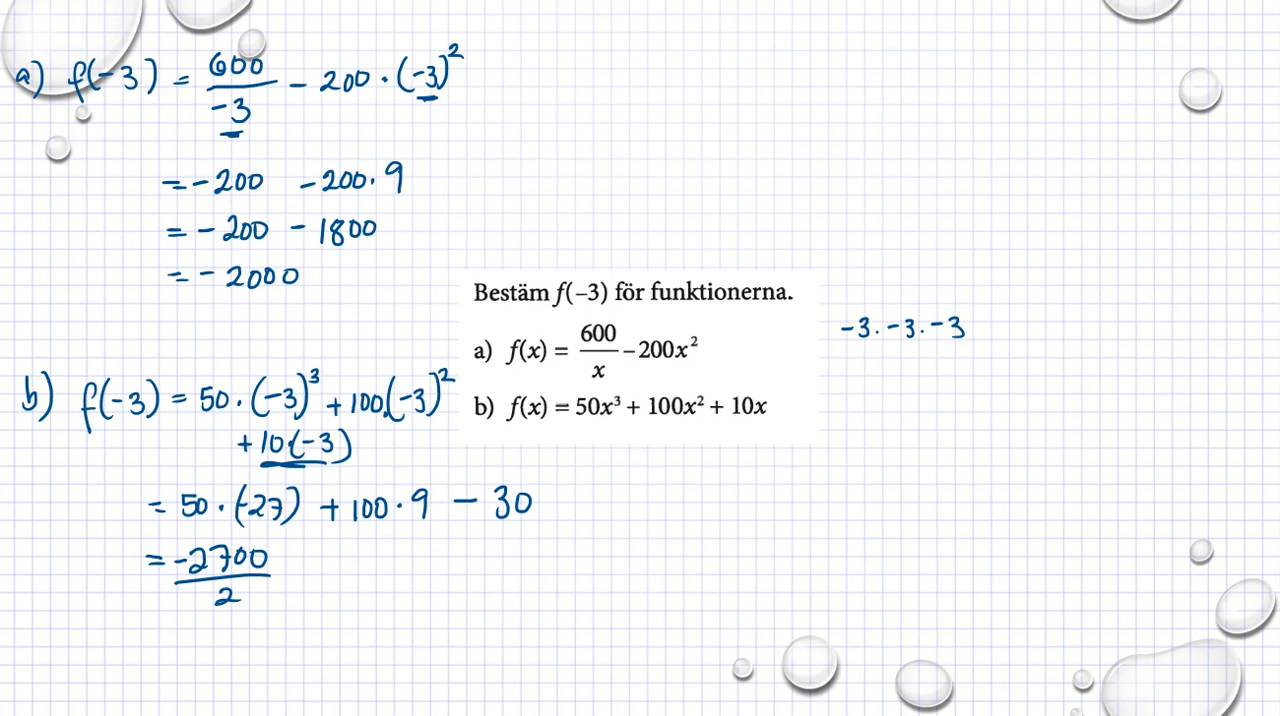 a) f(-3) = 600/-3 - 200 · (-3)²
= -200 - 200 · 9
= -200 - 1800
= -2000
Bestäm f(–3) för funktionerna.
a) f(x) = 600/x – 200x²
b) f(x) = 50x³ + 100x² + 10x
-3 · -3 · -3
b) f(-3) = 50 · (-3)³ + 100 · (-3)²
+ 10(-3)
= 50 · (-27) + 100 · 9 - 30
= -2700/2